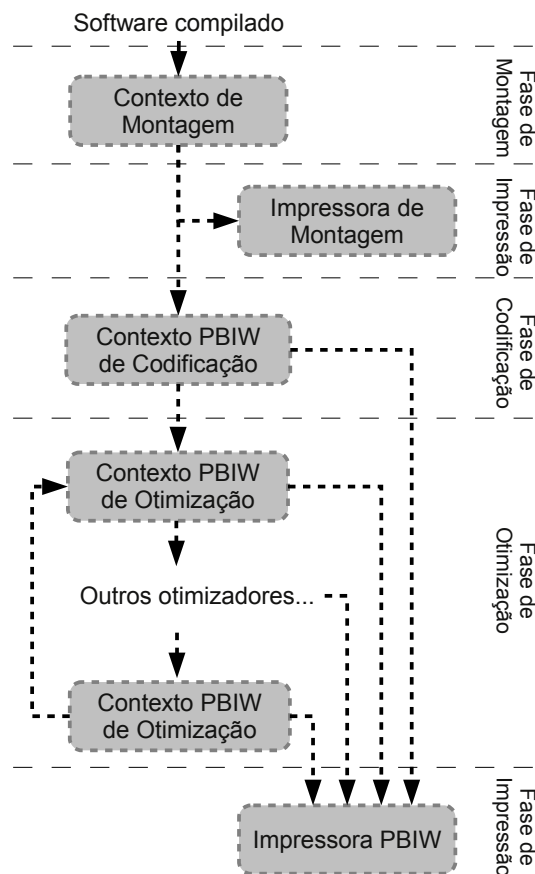 Software compilado
Contexto de
Montagem
Fase de
Montagem
Impressora de
Montagem
Fase de
Impressão
Contexto PBIW
de Codificação
Fase de
Codificação
Contexto PBIW
de Otimização
Outros otimizadores...
Fase de
Otimização
Contexto PBIW
de Otimização
Impressora PBIW
Fase de
Impressão